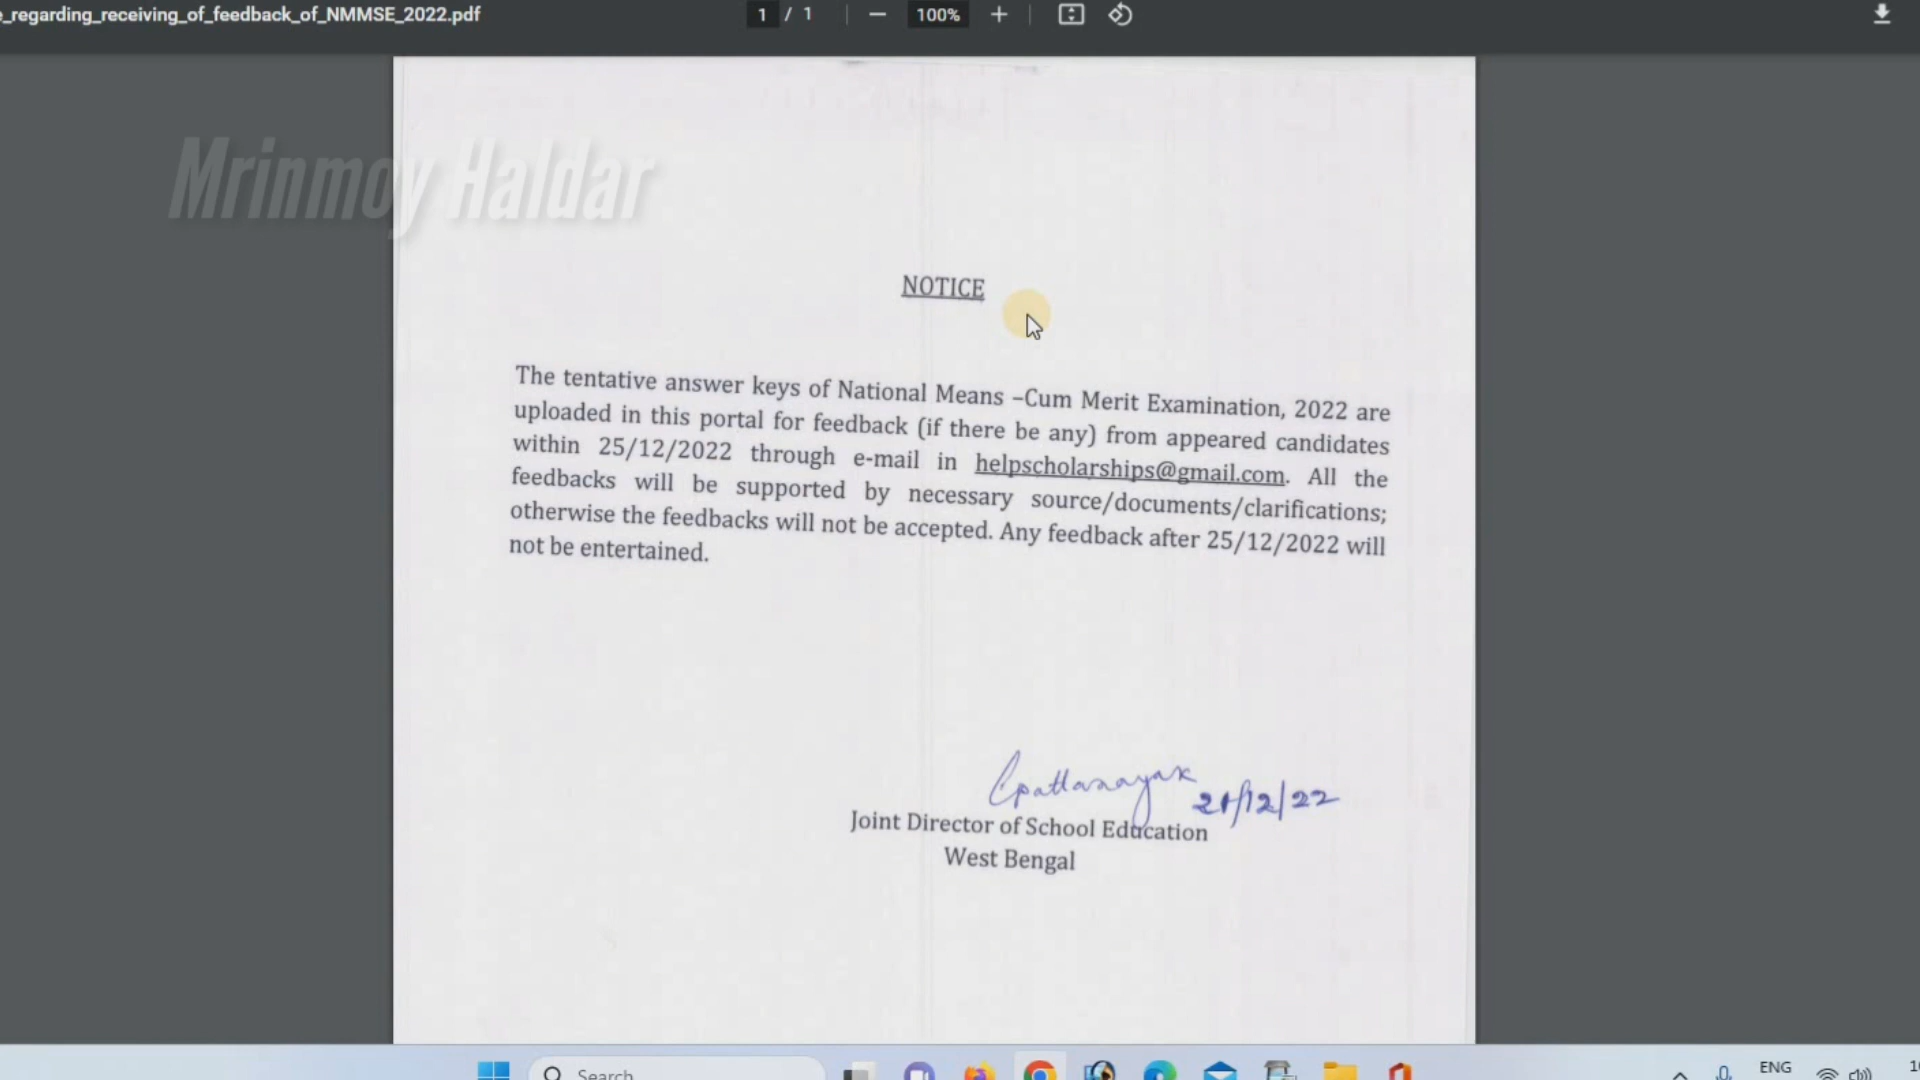 e_regarding_receiving_of_feedback_of_NMMSE_2022.pdf
1 / 1
100%
Mrinmoy Haldar
NOTICE
The tentative answer keys of National Means –Cum Merit Examination, 2022 are
uploaded in this portal for feedback (if there be any) from appeared candidates
within 25/12/2022 through e-mail in helpscholarships@gmail.com. All the
feedbacks will be supported by necessary source/documents/clarifications;
otherwise the feedbacks will not be accepted. Any feedback after 25/12/2022 will
not be entertained.
21/12/22
Joint Director of School Education
West Bengal
Search
ENG